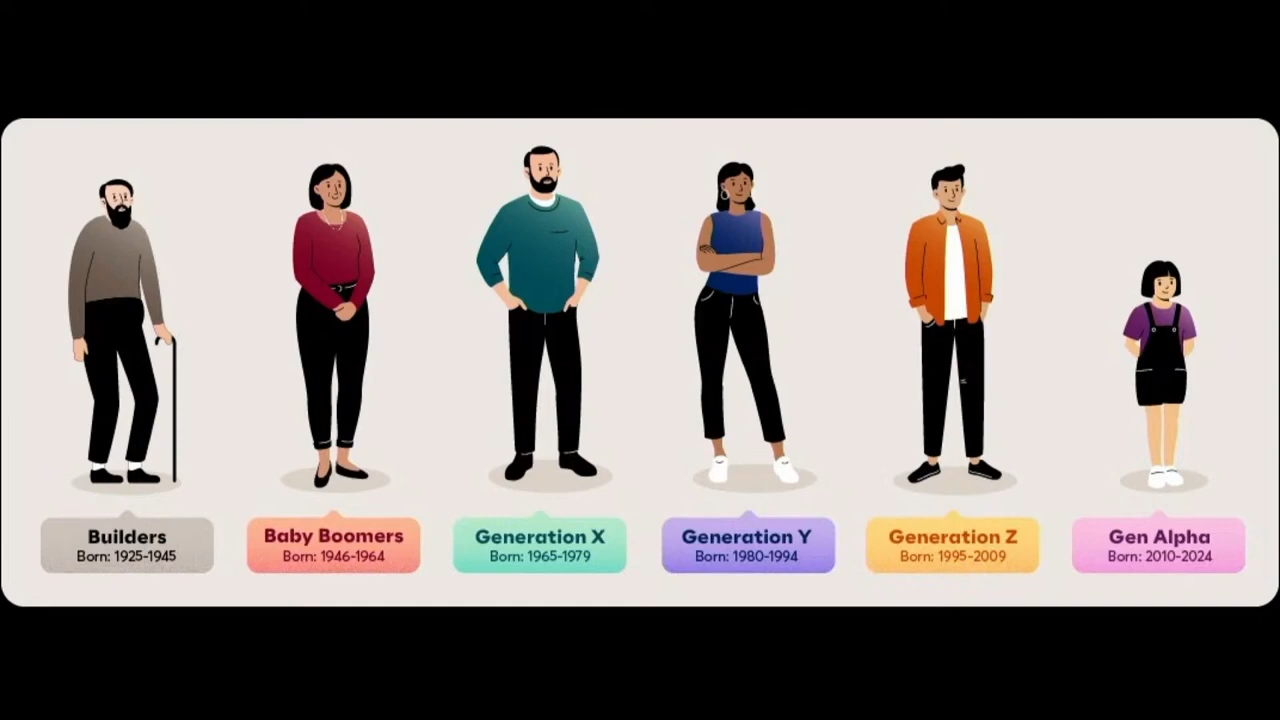 Builders
Born: 1925-1945
Baby Boomers
Born: 1946-1964
Generation X
Born: 1965-1979
Generation Y
Born: 1980-1994
Generation Z
Born: 1995-2009
Gen Alpha
Born: 2010-2024